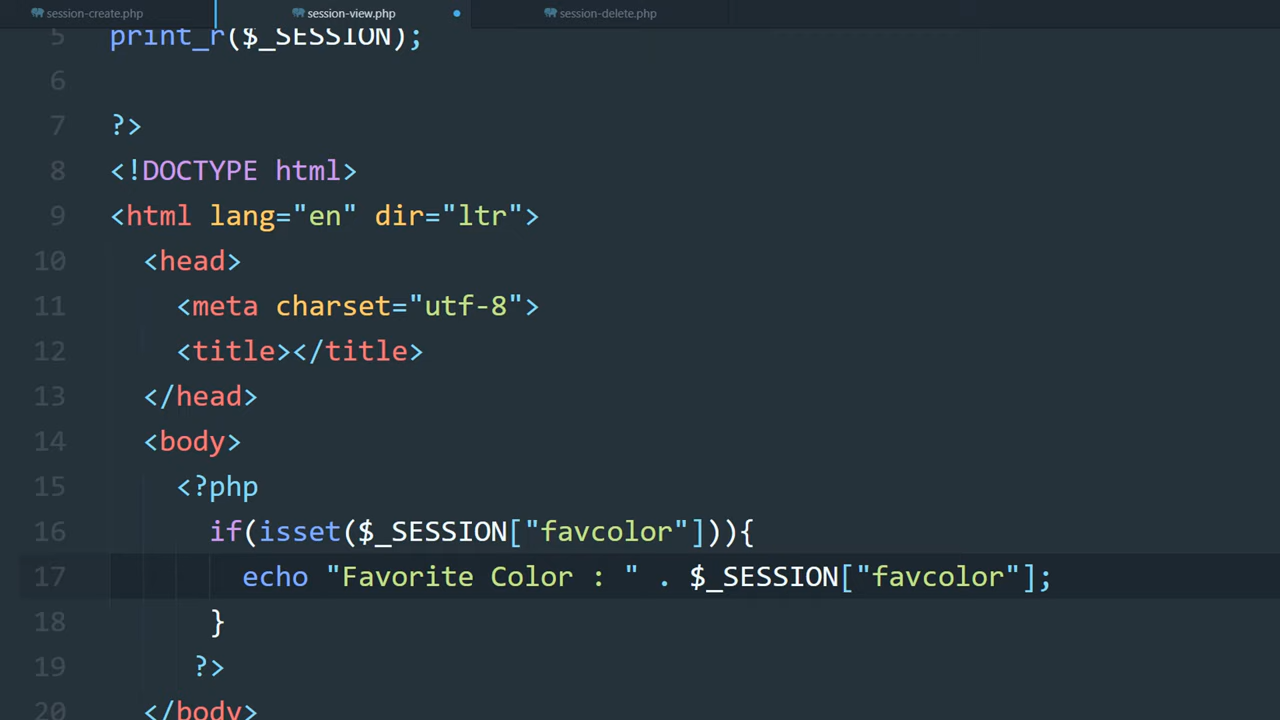 session-create.php
session-view.php
session-delete.php
5 print_r($_SESSION);
6
7 ?>
8 <!DOCTYPE html>
9 <html lang="en" dir="ltr">
10   <head>
11     <meta charset="utf-8">
12     <title></title>
13   </head>
14   <body>
15     <?php
16       if(isset($_SESSION["favcolor"])){
17         echo "Favorite Color : " . $_SESSION["favcolor"];
18       }
19      ?>
20   </body>